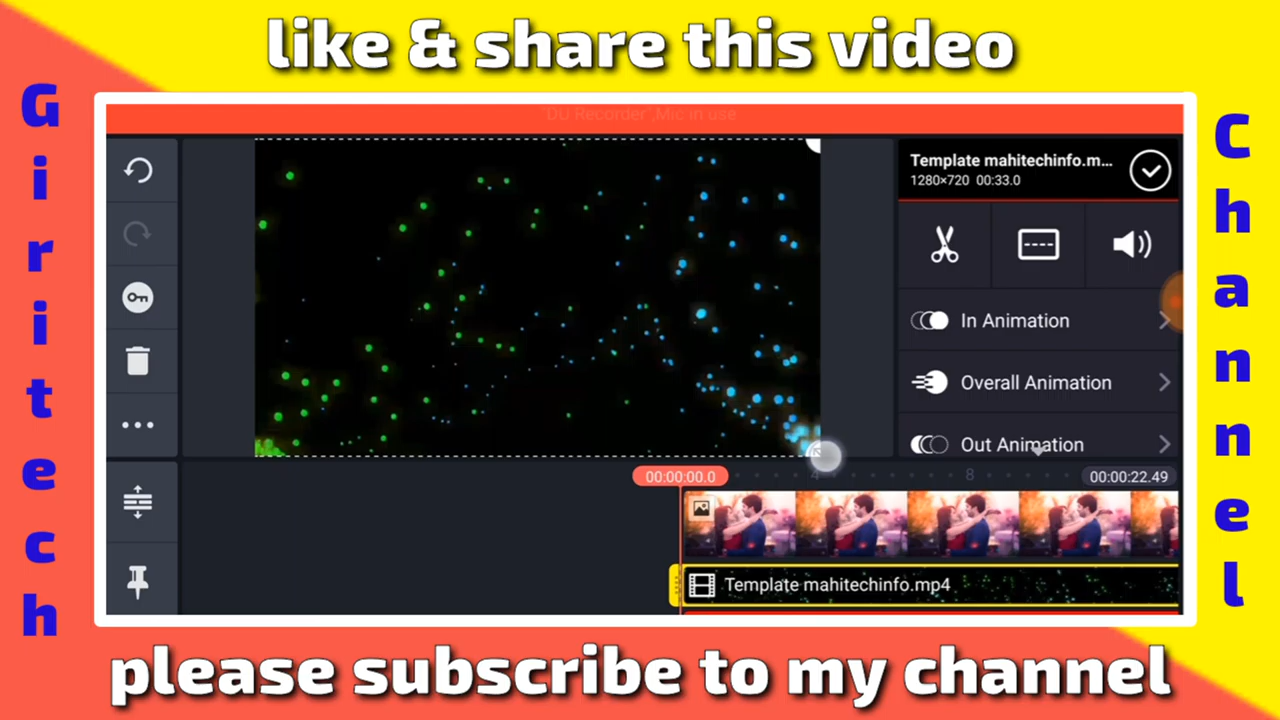 like & share this video
Giritech
Channel
"DU Recorder",Mic in use
Template mahitechinfo.m...
1280×720 00:33.0
In Animation
Overall Animation
Out Animation
00:00:00.0
4
8
00:00:22.49
Template mahitechinfo.mp4
please subscribe to my channel